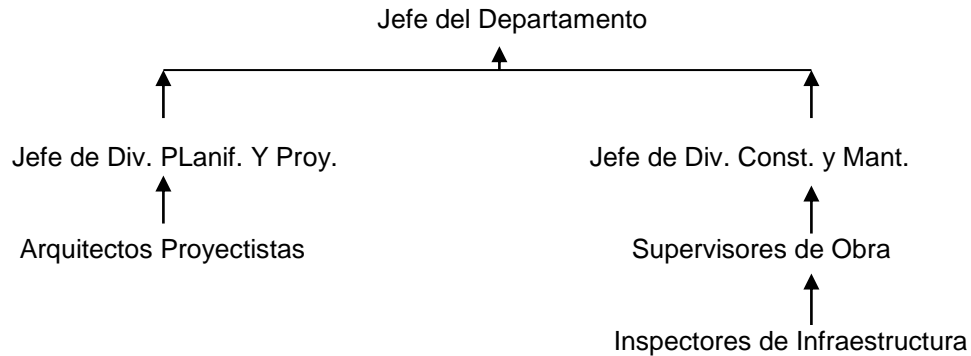 Jefe del Departamento
Jefe de Div. PLanif. Y Proy.
Jefe de Div. Const. y Mant.
Arquitectos Proyectistas
Supervisores de Obra
Inspectores de Infraestructura